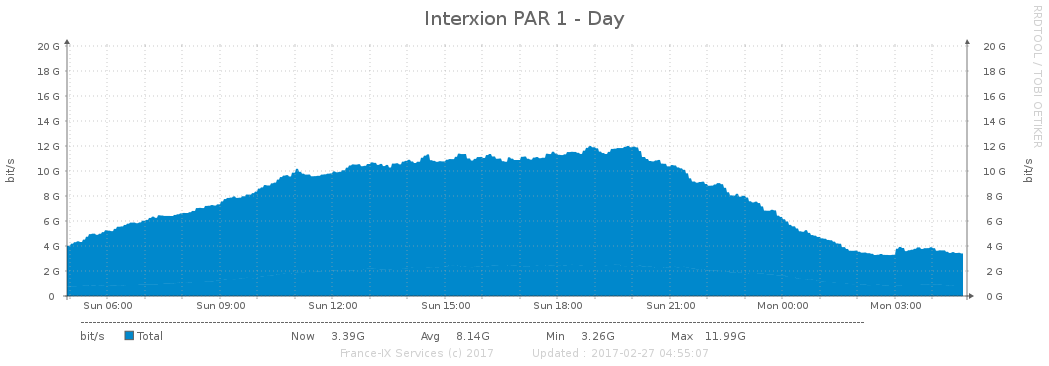 Interxion PAR 1 - Day
RRDTOOL / TOBI OETIKER
bit/s
20 G 20 G
18 G 18 G
16 G 16 G
14 G 14 G
12 G 12 G
10 G 10 G
8 G 8 G
6 G 6 G
4 G 4 G
2 G 2 G
0 0 G
bit/s
Sun 06:00 Sun 09:00 Sun 12:00 Sun 15:00 Sun 18:00 Sun 21:00 Mon 00:00 Mon 03:00
bit/s Total Now 3.39G Avg 8.14G Min 3.26G Max 11.99G
France-IX Services (c) 2017 Updated : 2017-02-27 04:55:07